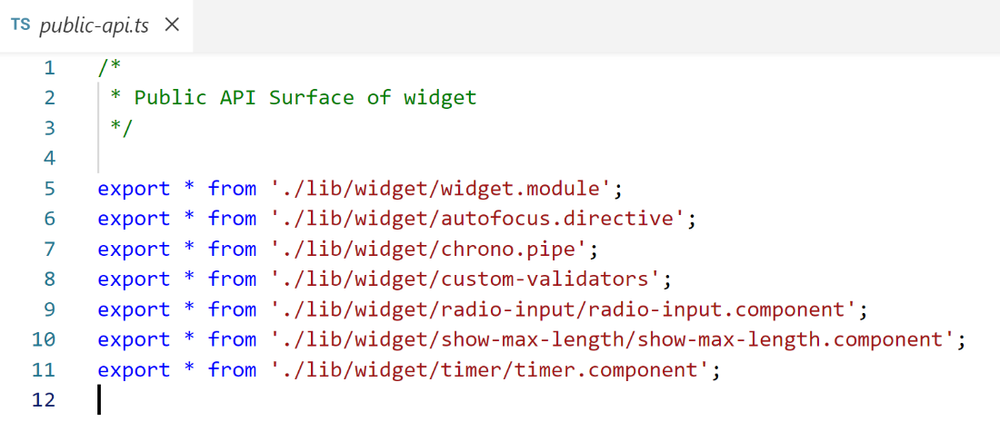 TS public-api.ts ×
1 /*
2  * Public API Surface of widget
3  */
4
5 export * from './lib/widget/widget.module';
6 export * from './lib/widget/autofocus.directive';
7 export * from './lib/widget/chrono.pipe';
8 export * from './lib/widget/custom-validators';
9 export * from './lib/widget/radio-input/radio-input.component';
10 export * from './lib/widget/show-max-length/show-max-length.component';
11 export * from './lib/widget/timer/timer.component';
12